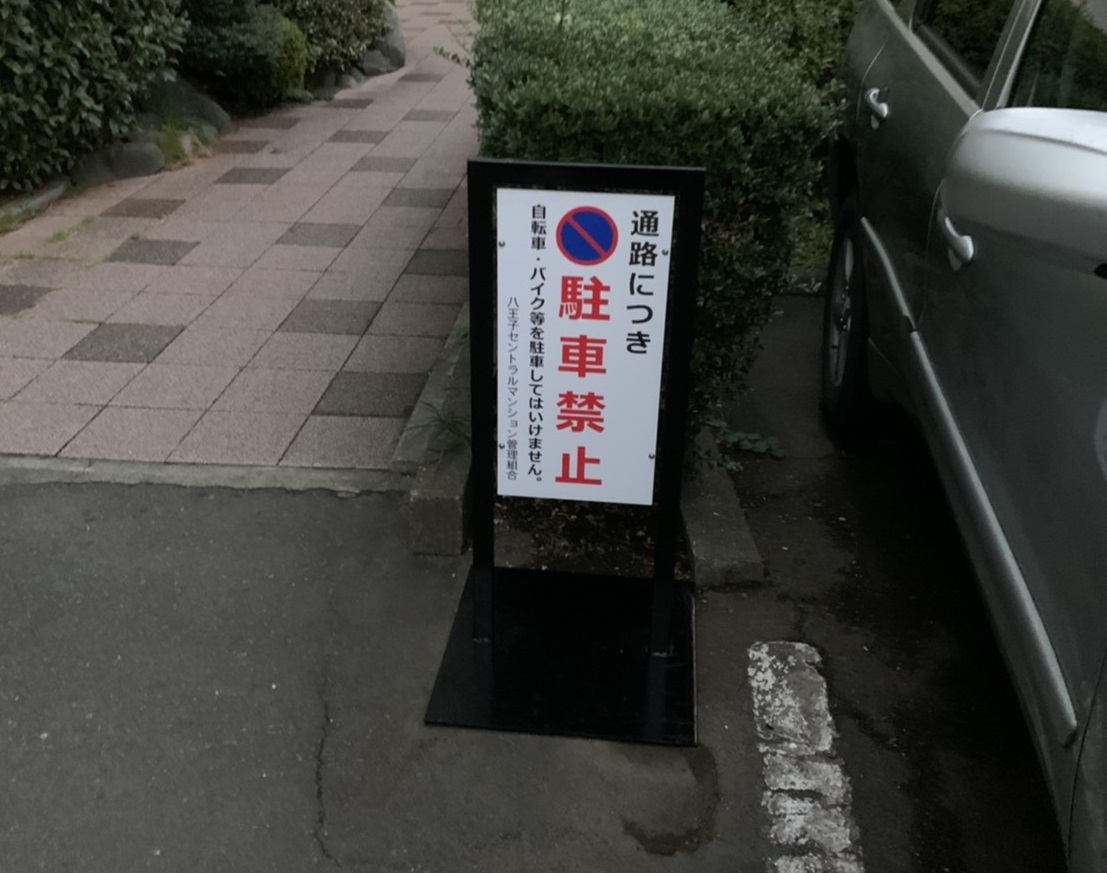 通路につき
駐車禁止
自転車・バイク等を駐車してはいけません。
八王子セントラルマンション管理組合